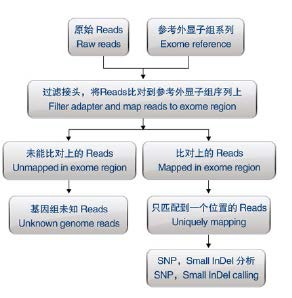 原始 Reads
Raw reads
参考外显子组系列
Exome reference
过滤接头，将Reads比对到参考外显子组序列上
Filter adapter and map reads to exome region
未能比对上的 Reads
Unmapped in exome region
比对上的 Reads
Mapped in exome region
基因组未知 Reads
Unknown genome reads
只匹配到一个位置的 Reads
Uniquely mapping
SNP，Small InDel 分析
SNP，Small InDel calling